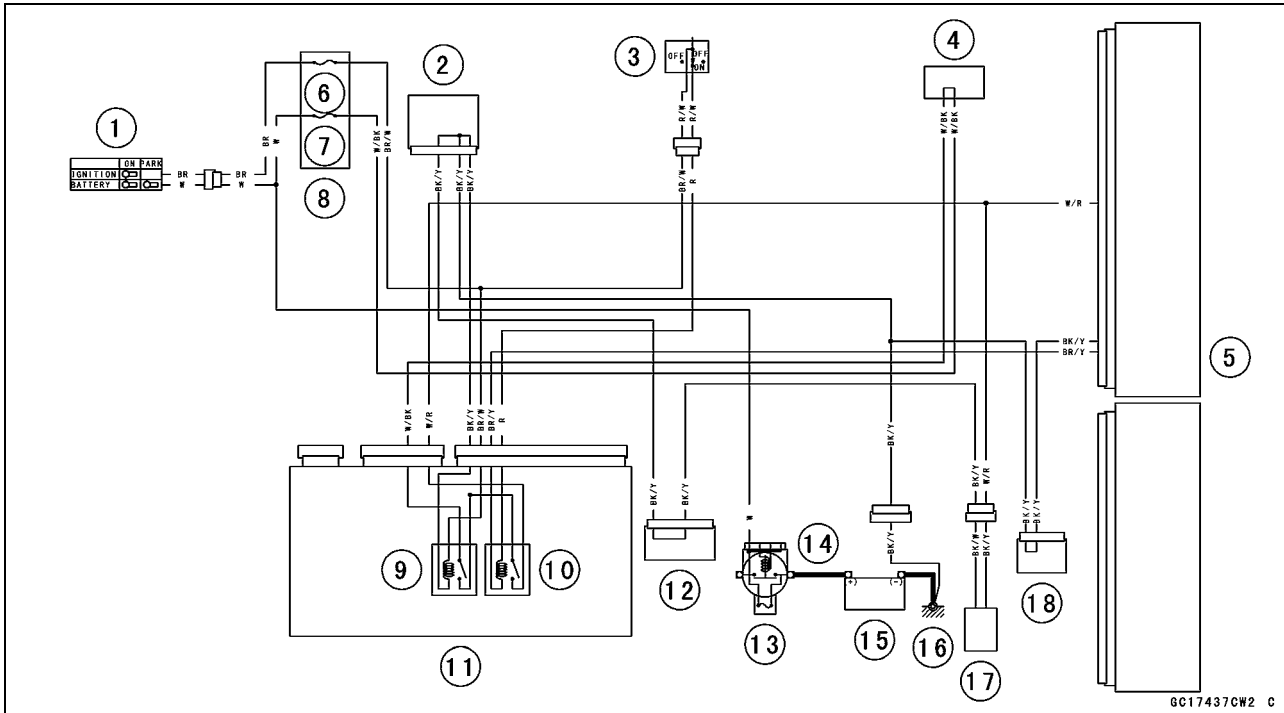 1
ON PARK
IGNITION
BATTERY
BR
W
BR
W
BR
W
6
7
8
W/BK
BR/W
2
BK/Y
BK/Y
BK/Y
3
OFF
OFF
ON
R/W
R/W
BR/W
R
4
W/BK
W/BK
W/R
BK/Y
BR/Y
5
W/BK
W/R
BK/Y
BR/W
BR/Y
R
9
10
11
BK/Y
BK/Y
12
W
14
13
(+)
(-)
15
BK/Y
BK/Y
16
BK/Y
W/R
BK/W
BK/Y
17
BK/Y
BK/Y
18
GC17437CW2 C